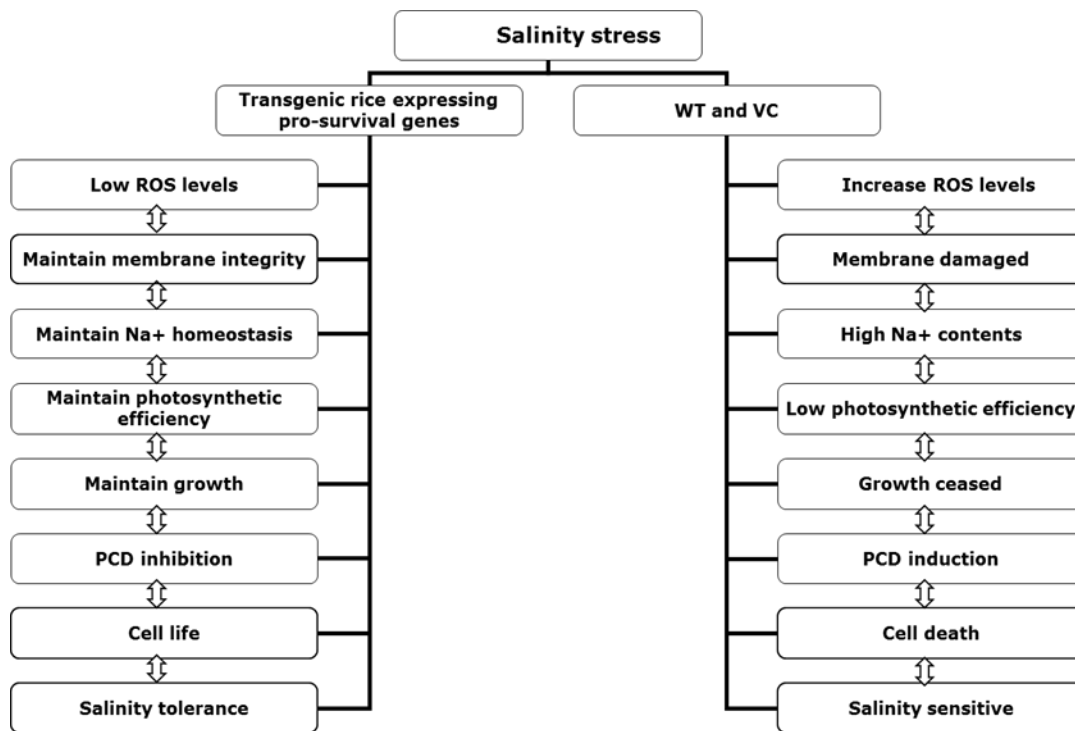 Salinity stress
Transgenic rice expressing
pro-survival genes
WT and VC
Low ROS levels
Maintain membrane integrity
Maintain Na+ homeostasis
Maintain photosynthetic
efficiency
Maintain growth
PCD inhibition
Cell life
Salinity tolerance
Increase ROS levels
Membrane damaged
High Na+ contents
Low photosynthetic efficiency
Growth ceased
PCD induction
Cell death
Salinity sensitive